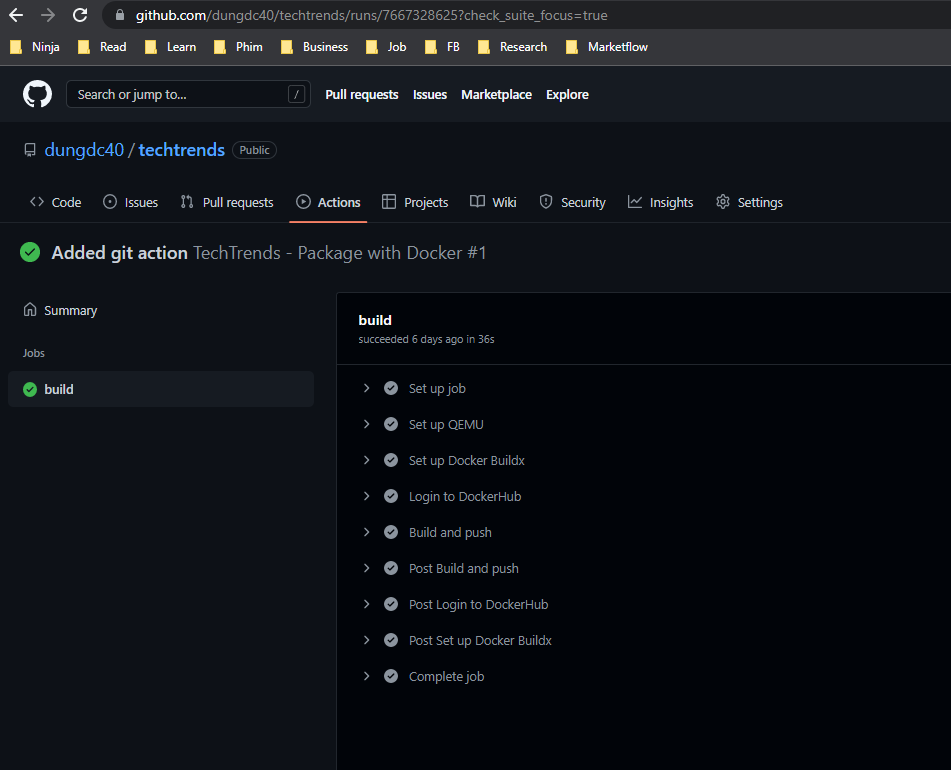 github.com/dungdc40/techtrends/runs/7667328625?check_suite_focus=true
Ninja Read Learn Phim Business Job FB Research Marketflow
Search or jump to... / Pull requests Issues Marketplace Explore
dungdc40 / techtrends Public
Code Issues Pull requests Actions Projects Wiki Security Insights Settings
Added git action TechTrends - Package with Docker #1
Summary
Jobs
build
build
succeeded 6 days ago in 36s
Set up job
Set up QEMU
Set up Docker Buildx
Login to DockerHub
Build and push
Post Build and push
Post Login to DockerHub
Post Set up Docker Buildx
Complete job